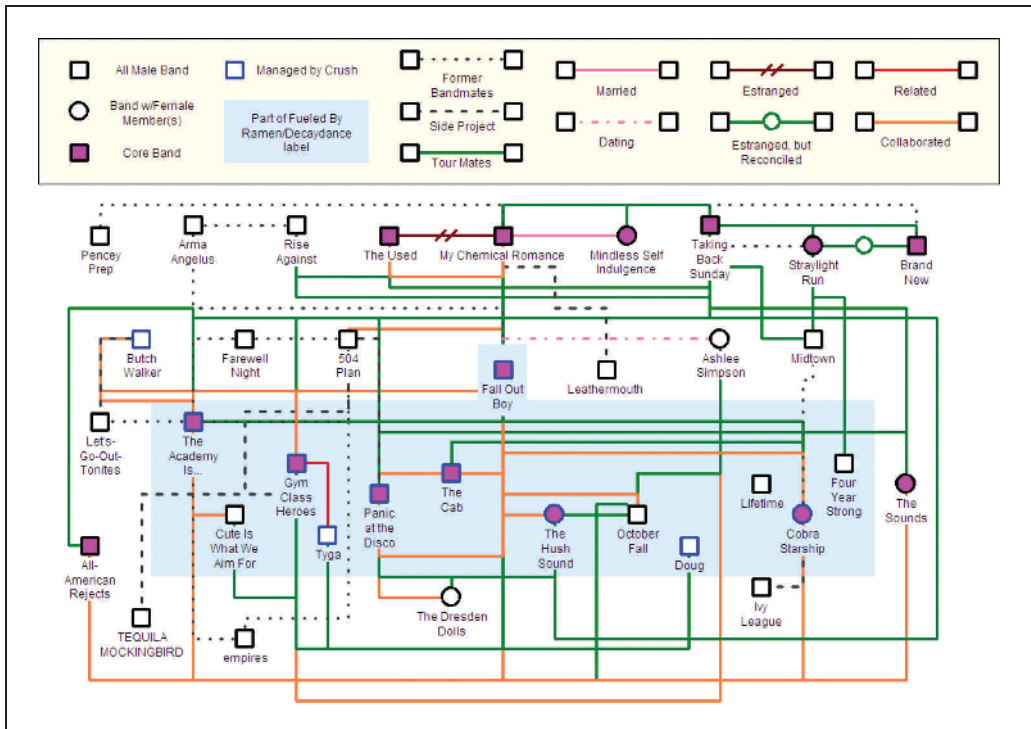 All Male Band
Managed by Crush
Former
Bandmates
Married
Estranged
Related
Band w/Female
Member(s)
Part of Fueled By
Ramen/Decaydance
label
Side Project
Dating
Estranged, but
Reconciled
Collaborated
Core Band
Tour Mates
Pencey
Prep
Arma
Angelus
Rise
Against
The Used
My Chemical Romance
Mindless Self
Indulgence
Taking
Back
Sunday
Straylight
Run
Brand
New
Butch
Walker
Farewell
Night
504
Plan
Fall Out
Boy
Leathermouth
Ashlee
Simpson
Midtown
Let's-
Go-Out-
Tonites
The
Academy
Is...
Gym
Class
Heroes
Panic
at the
Disco
The
Cab
Lifetime
Four
Year
Strong
The
Sounds
All-
American
Rejects
Cute Is
What We
Aim For
Tyga
The
Hush
Sound
October
Fall
Doug
Cobra
Starship
TEQUILA
MOCKINGBIRD
empires
The Dresden
Dolls
Ivy
League